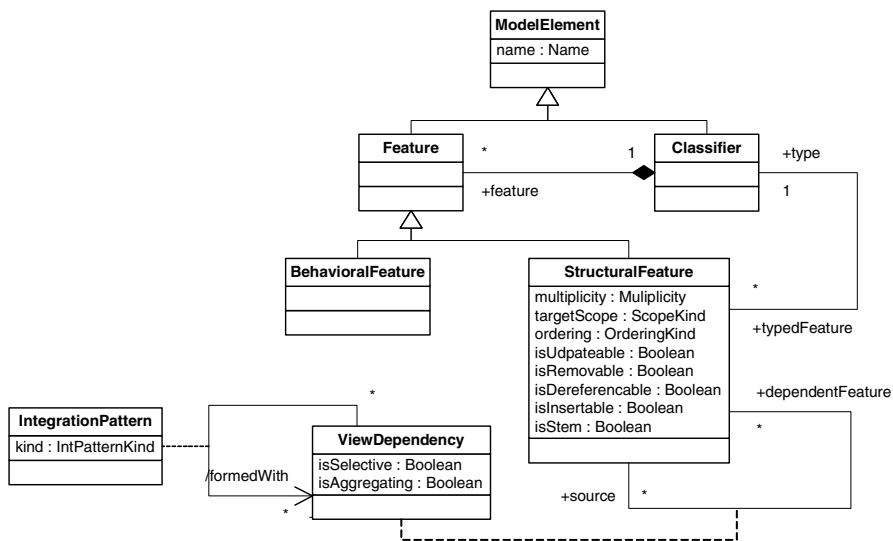 ModelElement
name : Name
Feature
*
1
Classifier
+type
+feature
1
BehavioralFeature
StructuralFeature
multiplicity : Muliplicity
targetScope : ScopeKind
ordering : OrderingKind
isUdpateable : Boolean
isRemovable : Boolean
isDereferencable : Boolean
isInsertable : Boolean
isStem : Boolean
*
+typedFeature
+dependentFeature
*
*
IntegrationPattern
kind : IntPatternKind
ViewDependency
isSelective : Boolean
isAggregating : Boolean
/formedWith
*
+source
*